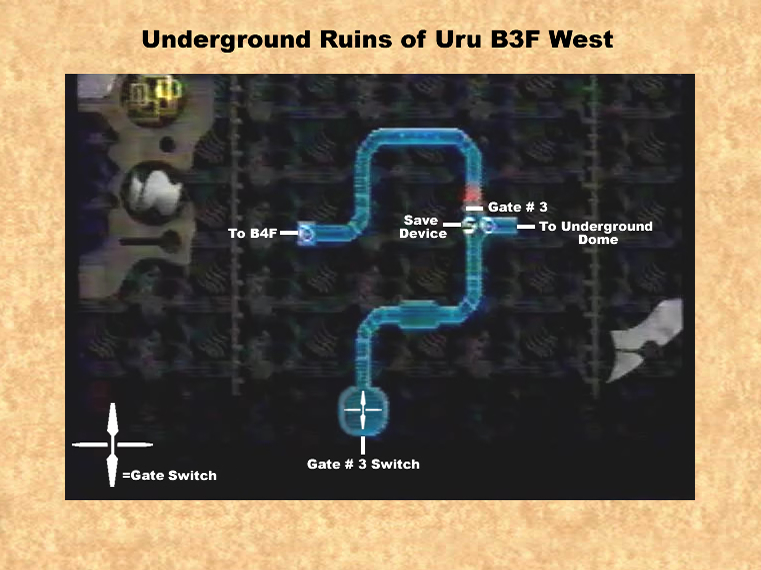 Underground Ruins of Uru B3F West
Gate # 3
Save
Device
To B4F
To Underground
Dome
Gate # 3 Switch
=Gate Switch